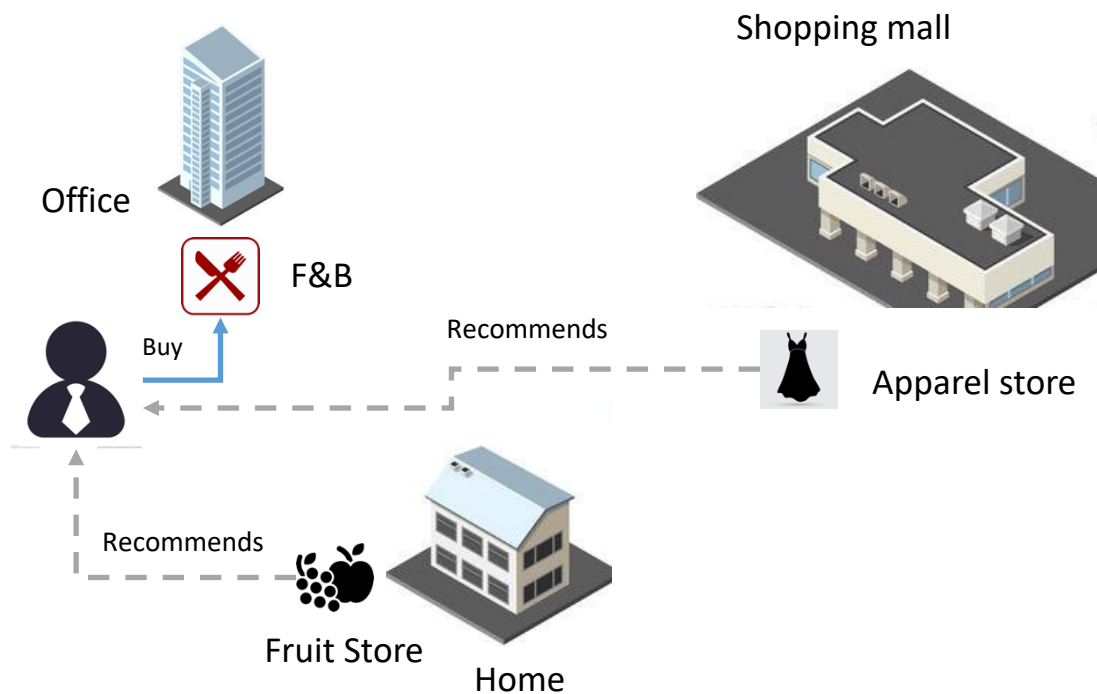 Shopping mall
Office
F&B
Buy
Recommends
Apparel store
Recommends
Fruit Store
Home